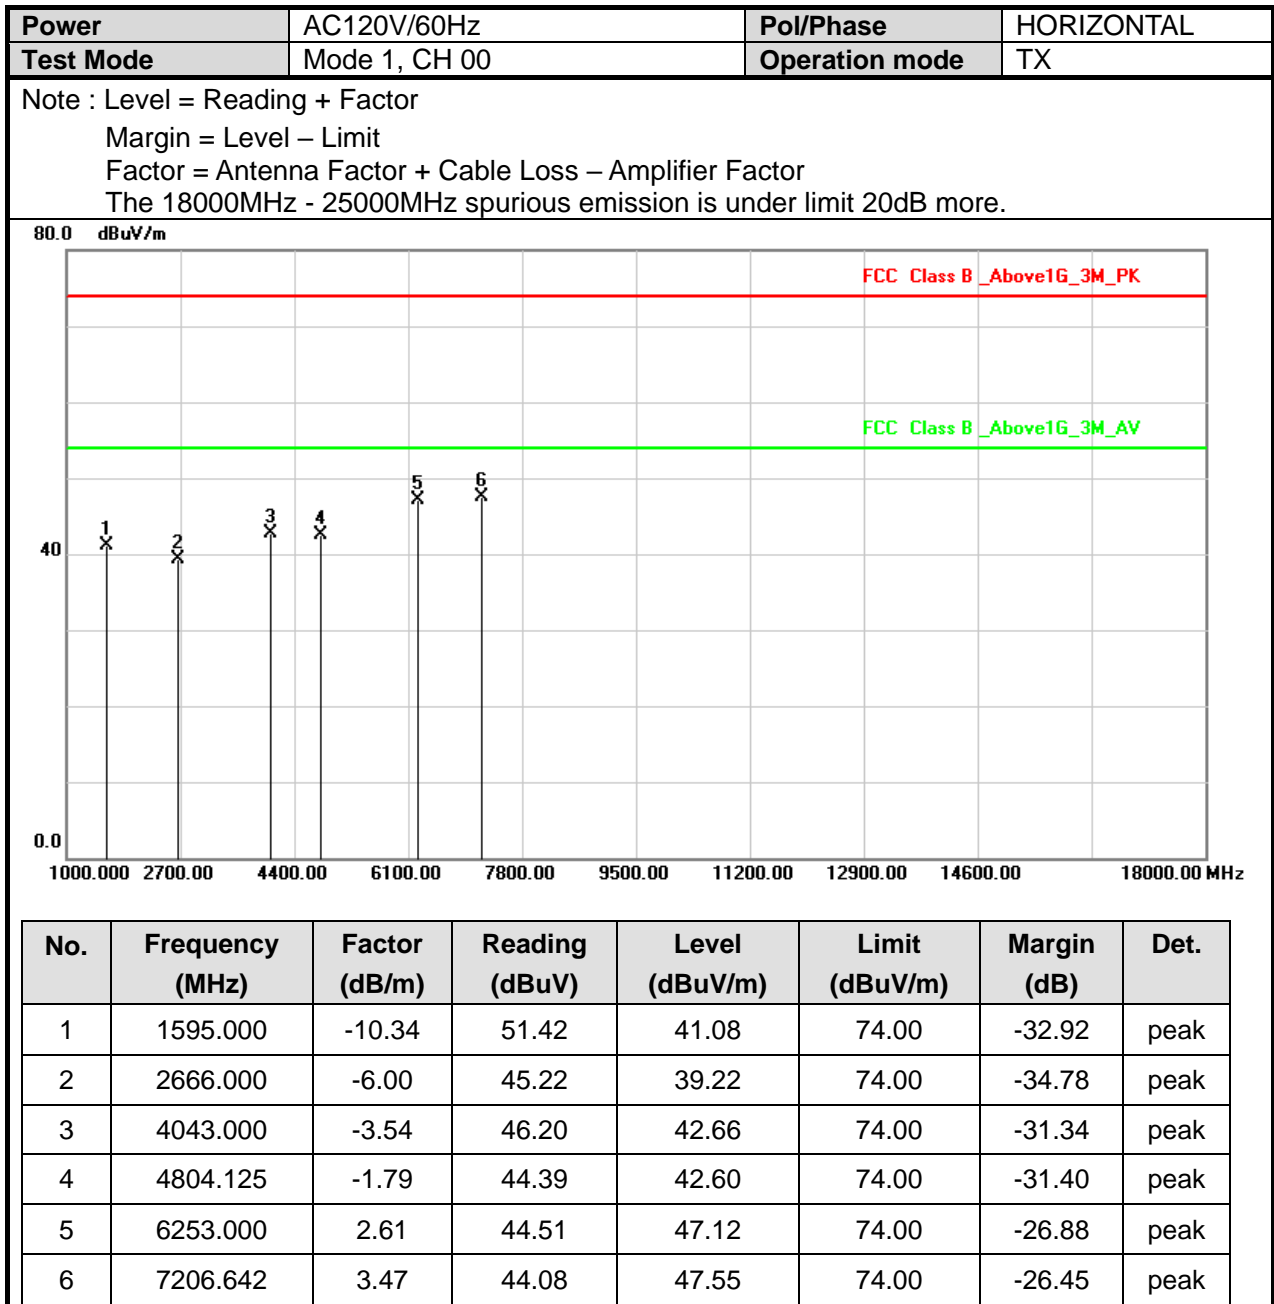 Power AC120V/60Hz Pol/Phase HORIZONTAL
Test Mode Mode 1, CH 00 Operation mode TX
Note : Level = Reading + Factor
Margin = Level – Limit
Factor = Antenna Factor + Cable Loss – Amplifier Factor
The 18000MHz - 25000MHz spurious emission is under limit 20dB more.
80.0 dBuV/m
FCC Class B _Above1G_3M_PK
FCC Class B _Above1G_3M_AV
5 6
1 2 3 4
40
0.0
1000.000 2700.00 4400.00 6100.00 7800.00 9500.00 11200.00 12900.00 14600.00 18000.00 MHz
No. Frequency Factor Reading Level Limit Margin Det.
(MHz) (dB/m) (dBuV) (dBuV/m) (dBuV/m) (dB)
1 1595.000 -10.34 51.42 41.08 74.00 -32.92 peak
2 2666.000 -6.00 45.22 39.22 74.00 -34.78 peak
3 4043.000 -3.54 46.20 42.66 74.00 -31.34 peak
4 4804.125 -1.79 44.39 42.60 74.00 -31.40 peak
5 6253.000 2.61 44.51 47.12 74.00 -26.88 peak
6 7206.642 3.47 44.08 47.55 74.00 -26.45 peak